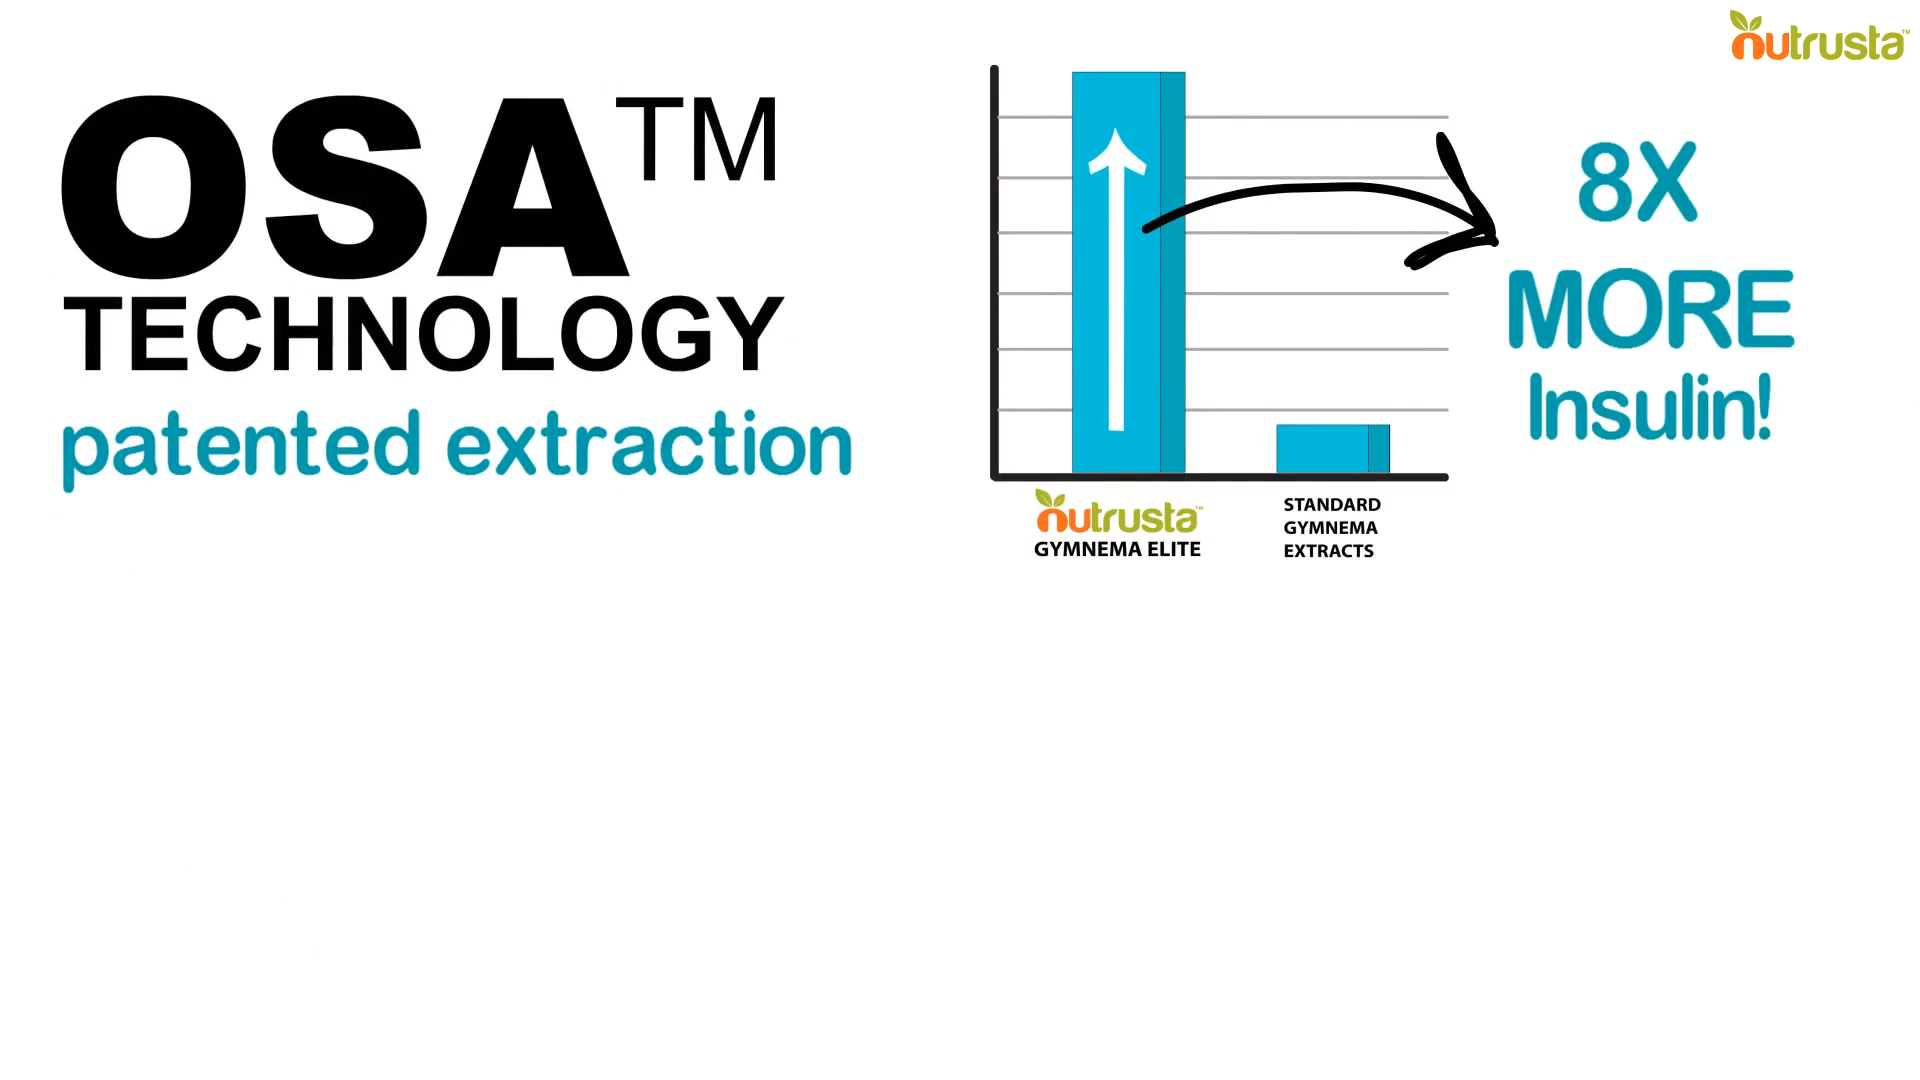 nutrusta™
OSA™
TECHNOLOGY
patented extraction
8X
MORE
Insulin!
nutrusta™
GYMNEMA ELITE
STANDARD
GYMNEMA
EXTRACTS